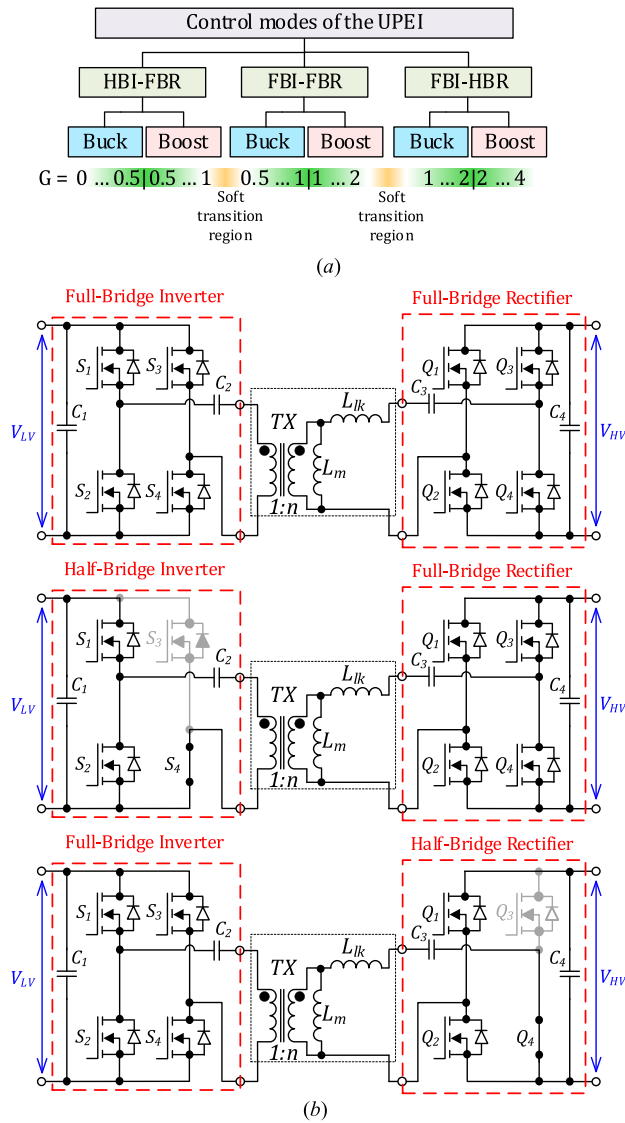 Control modes of the UPEI
HBI-FBR FBI-FBR FBI-HBR
Buck Boost Buck Boost Buck Boost
G = 0 ... 0.5|0.5 ... 1 0.5 ... 1|1 ... 2 1 ... 2|2 ... 4
Soft transition region
Soft transition region
(a)
Full-Bridge Inverter Full-Bridge Rectifier
S1 S3 Q1 Q3
C2 Llk C3
VLV C1 TX C4 VHV
Lm
S2 S4 Q2 Q4
1:n
Half-Bridge Inverter Full-Bridge Rectifier
S1 S3 Q1 Q3
C2 Llk C3
VLV C1 TX C4 VHV
Lm
S2 S4 Q2 Q4
1:n
Full-Bridge Inverter Half-Bridge Rectifier
S1 S3 Q1 Q3
C2 Llk C3
VLV C1 TX C4 VHV
Lm
S2 S4 Q2 Q4
1:n
(b)